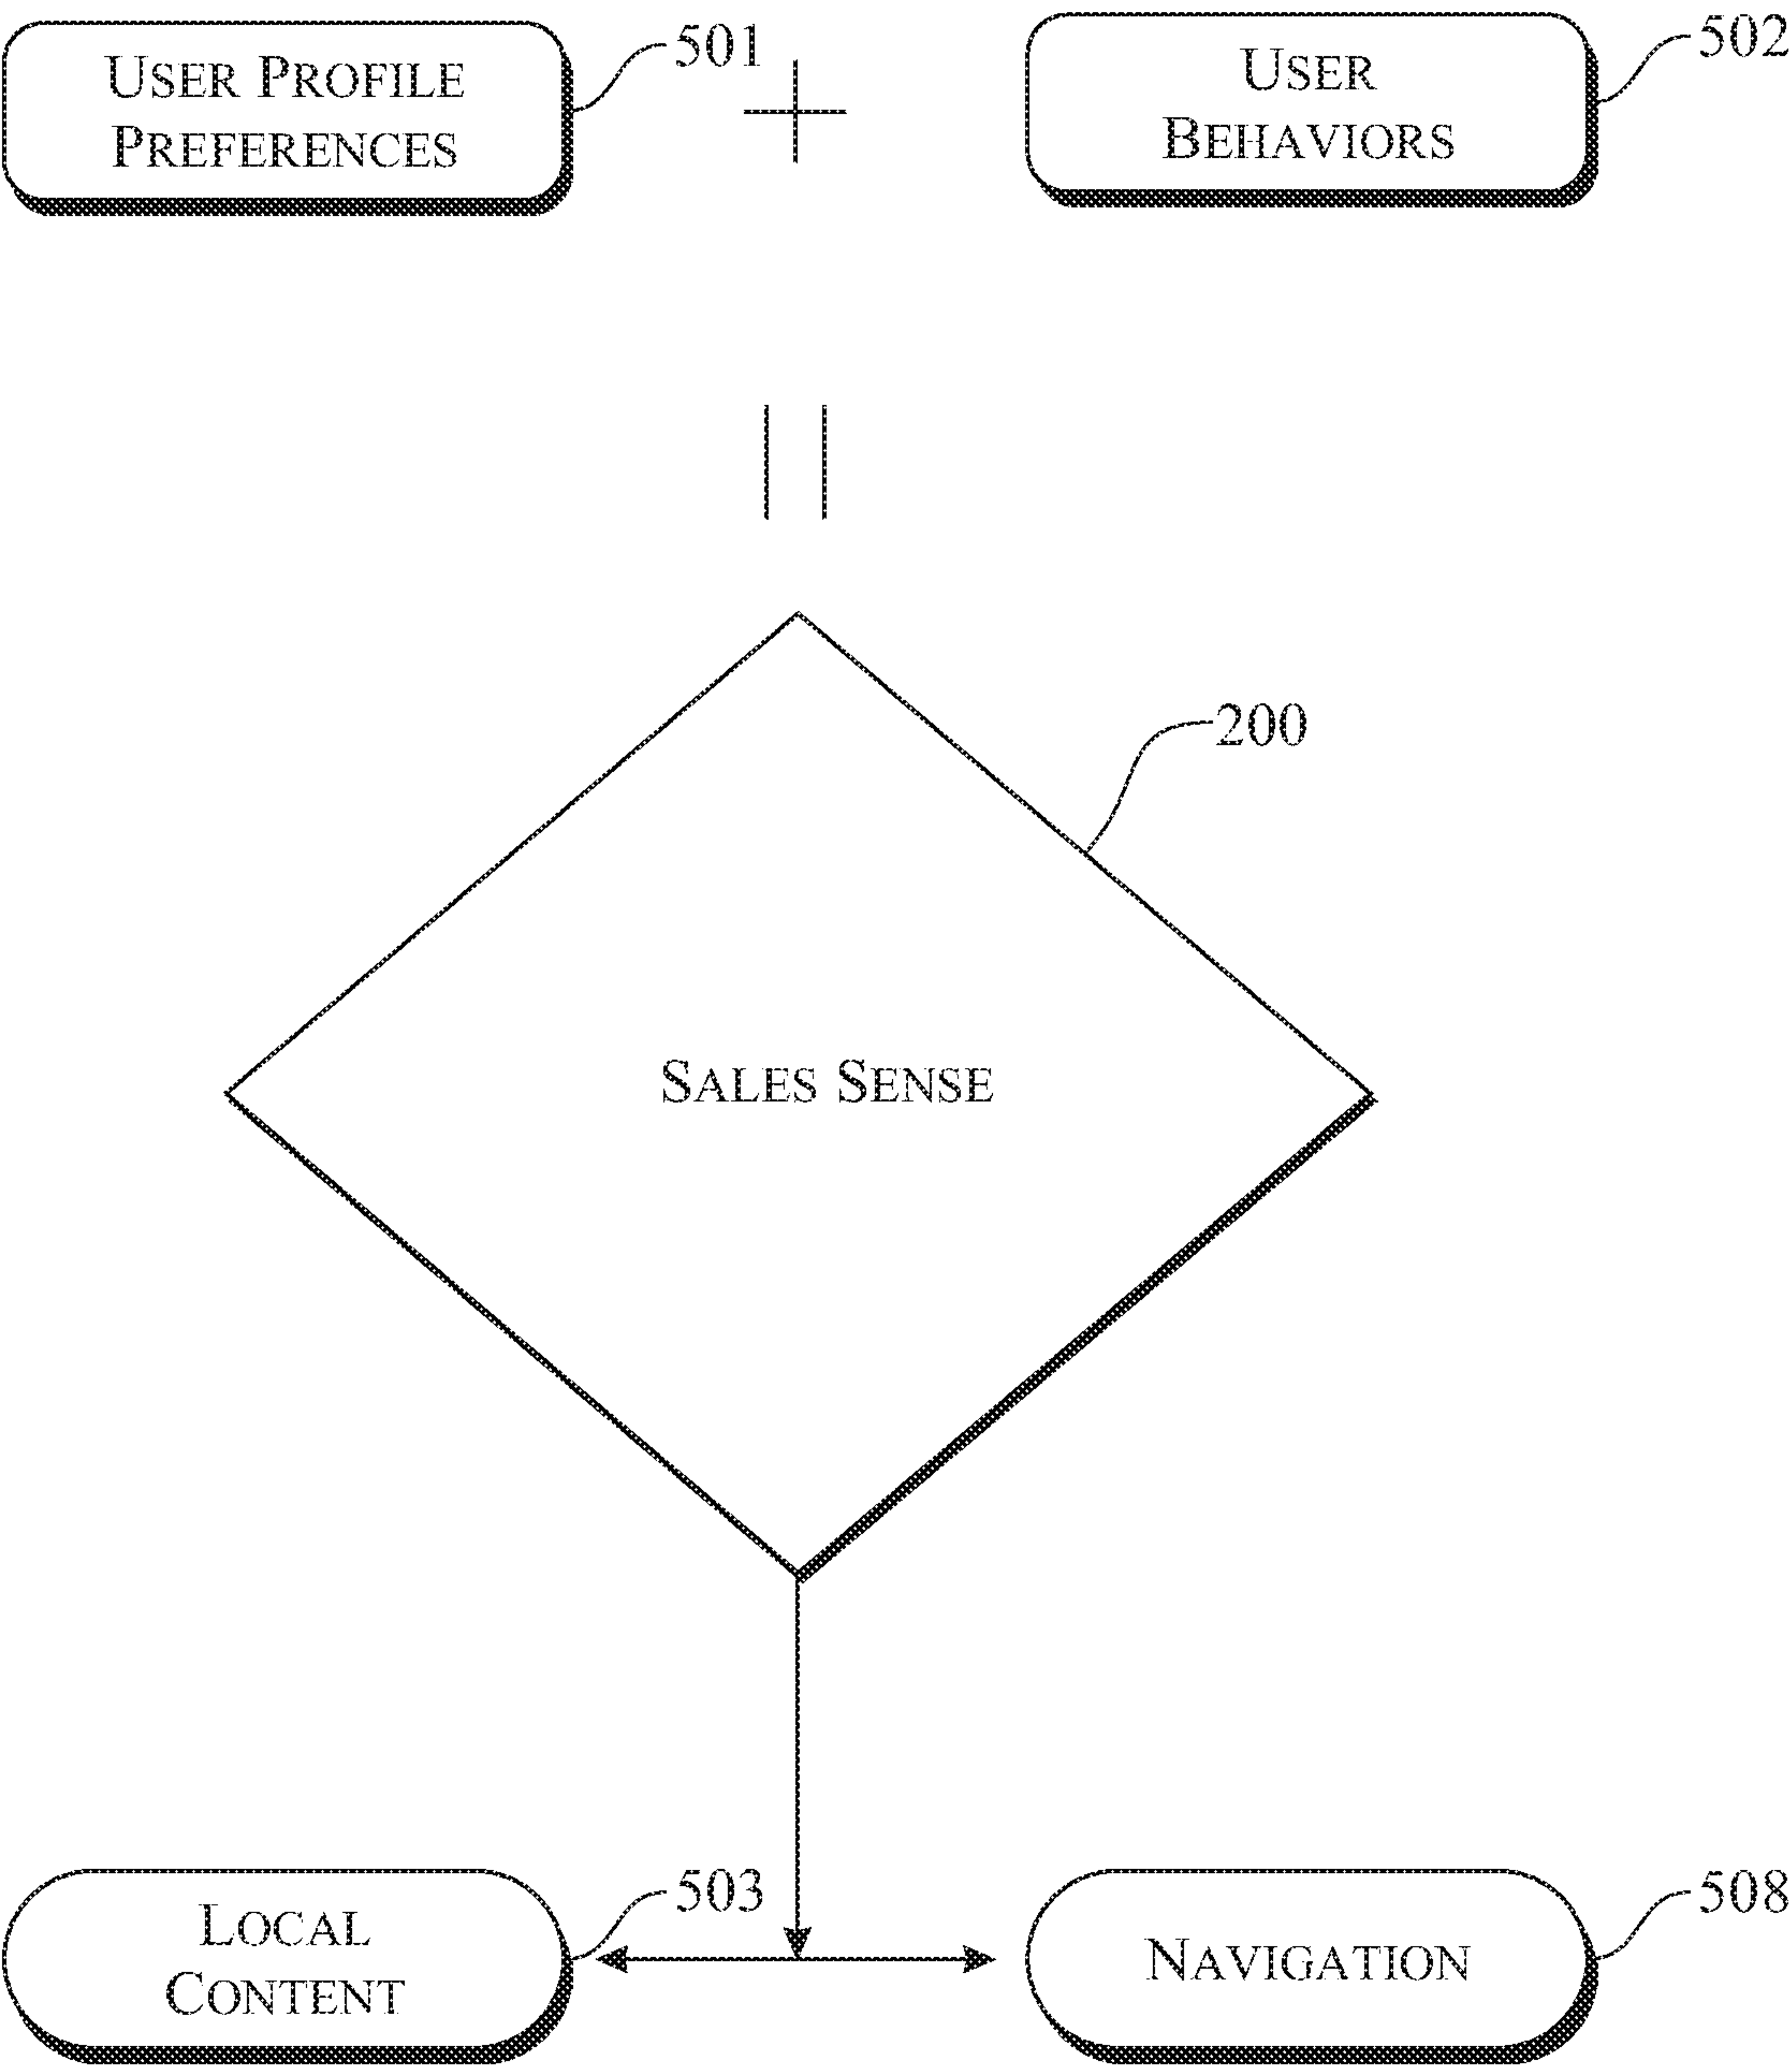 USER PROFILE
PREFERENCES
501
+
USER
BEHAVIORS
502
200
SALES SENSE
LOCAL
CONTENT
503
NAVIGATION
508